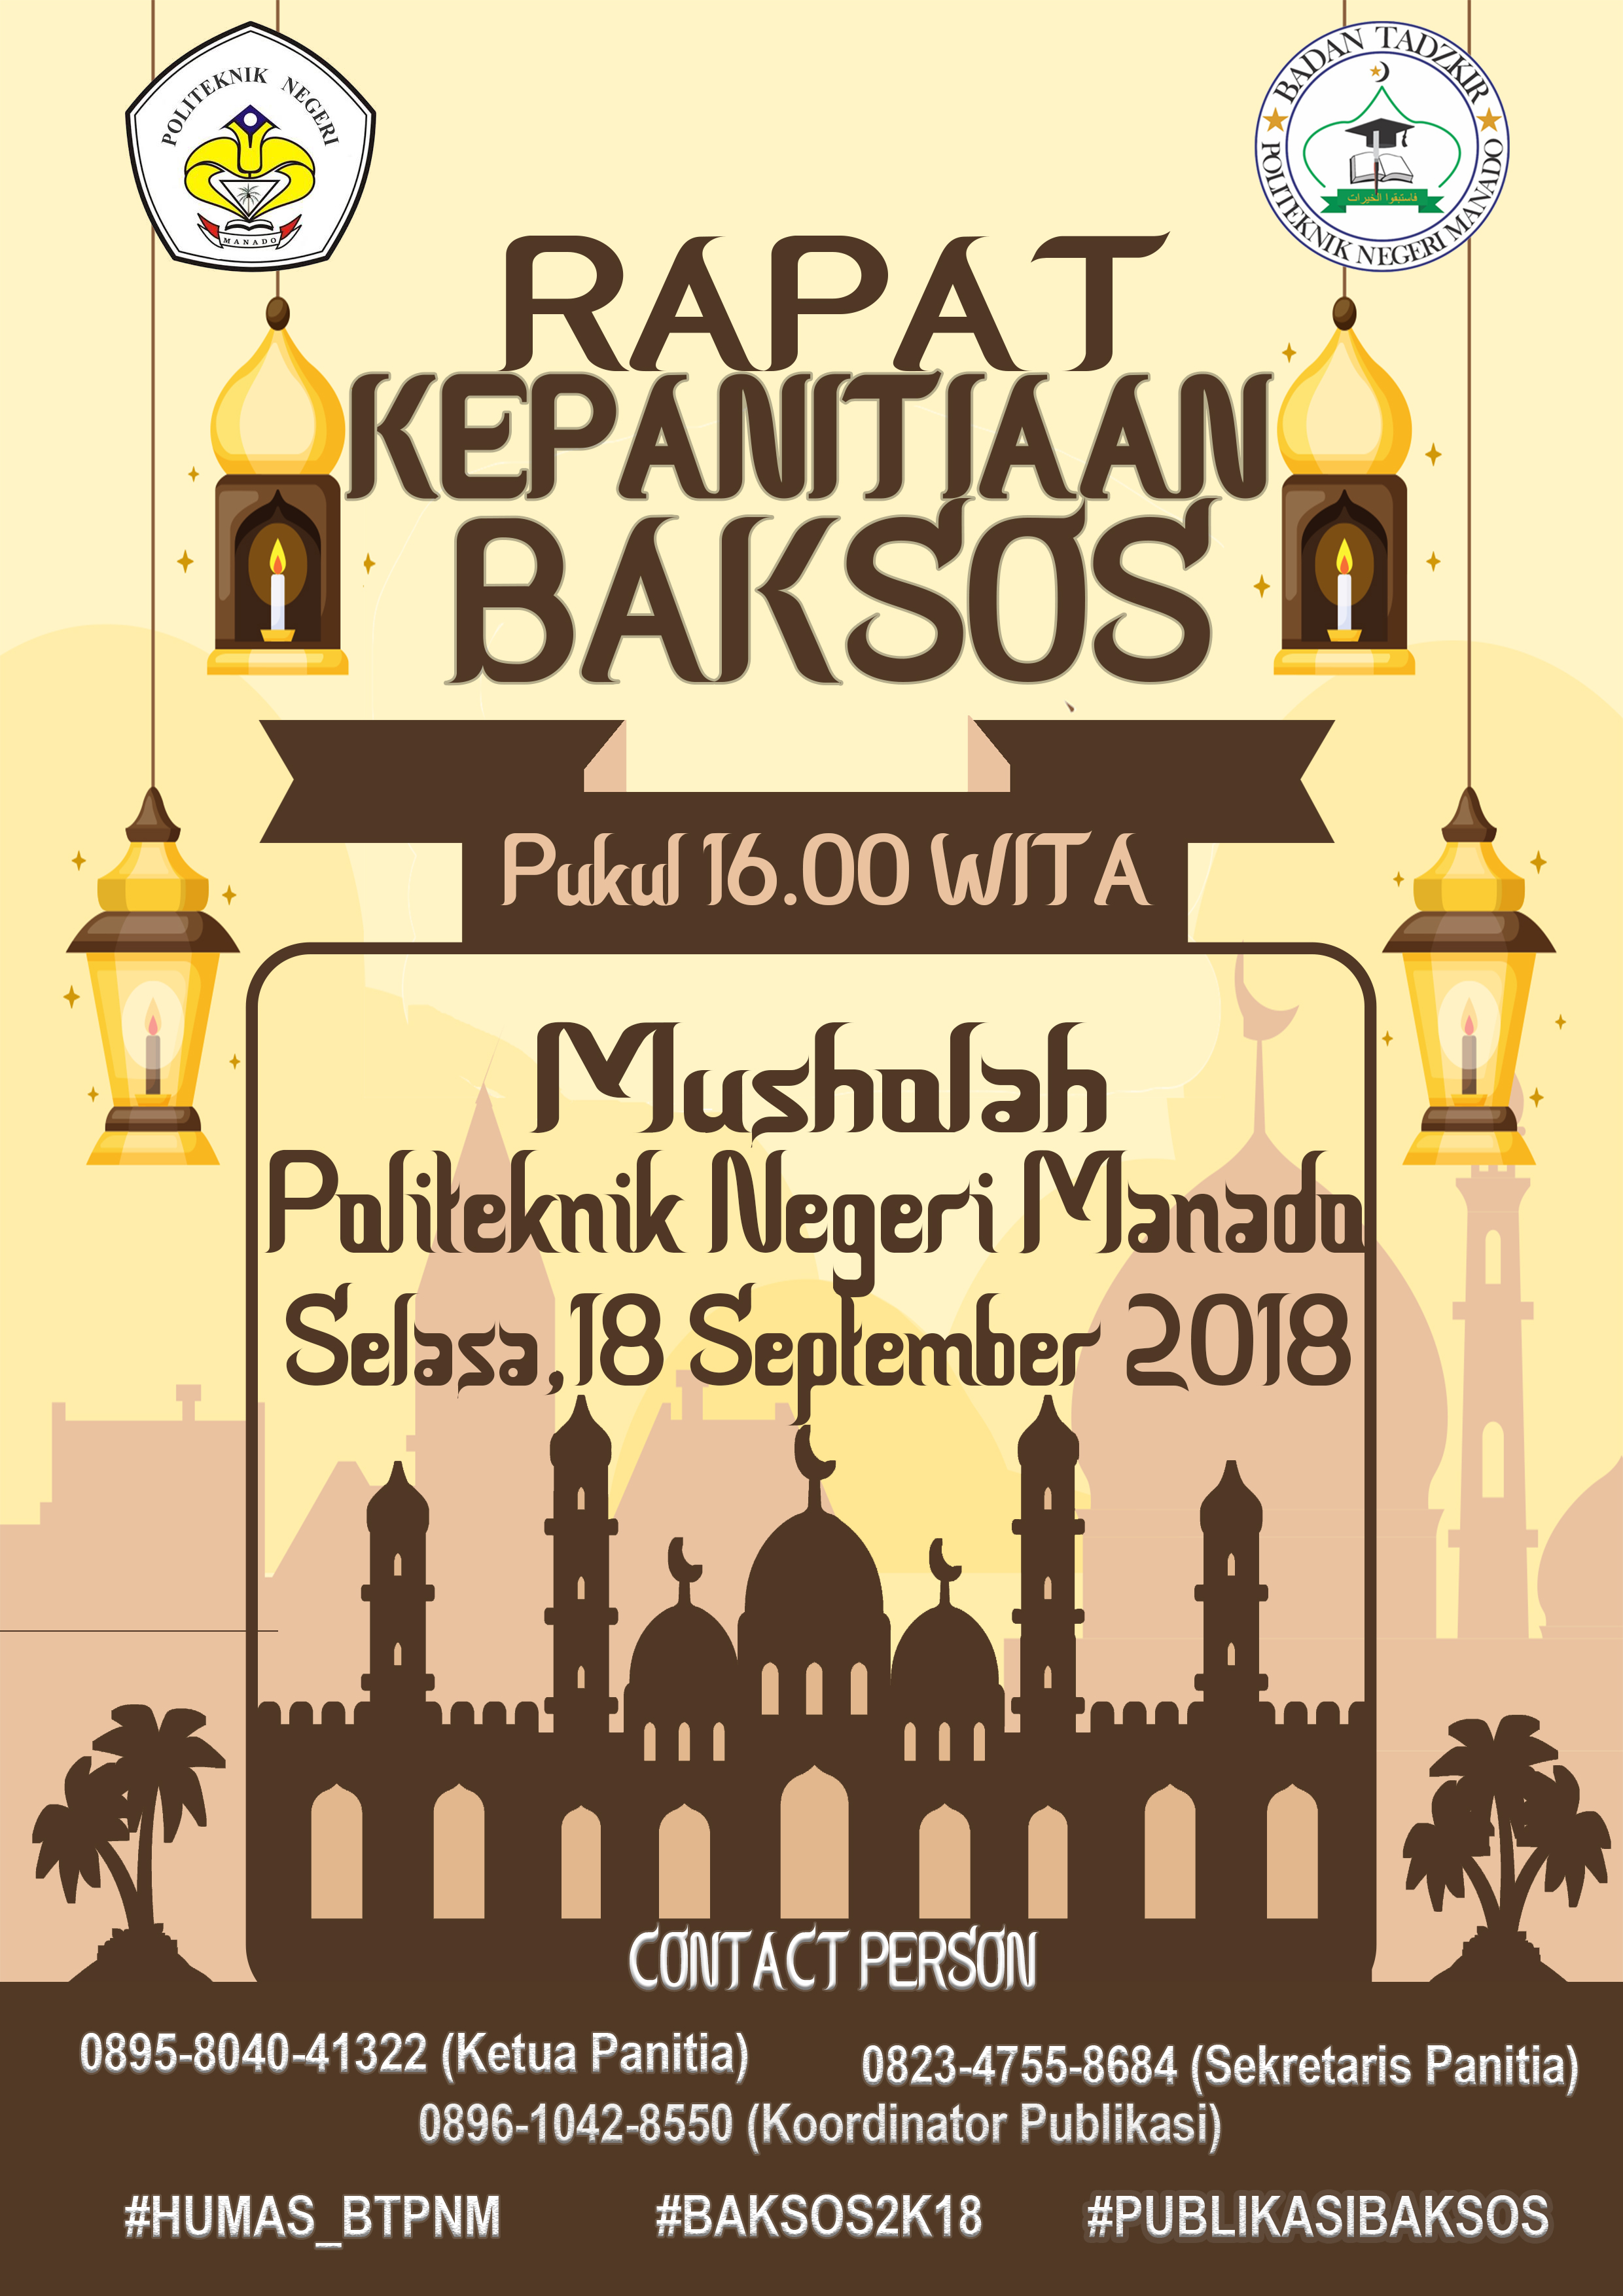 POLITEKNIK NEGERI
MANADO
BADAN TADZKIR
فاستبقوا الخيرات
POLITEKNIK NEGERI MANADO
RAPAT
KEPANITIAAN
BAKSOS
Pukul 16.00 WITA
Musholah
Politeknik Negeri Manado
Selasa,18 September 2018
CONTACT PERSON
0895-8040-41322 (Ketua Panitia)
0823-4755-8684 (Sekretaris Panitia)
0896-1042-8550 (Koordinator Publikasi)
#HUMAS_BTPNM #BAKSOS2K18 #PUBLIKASIBAKSOS